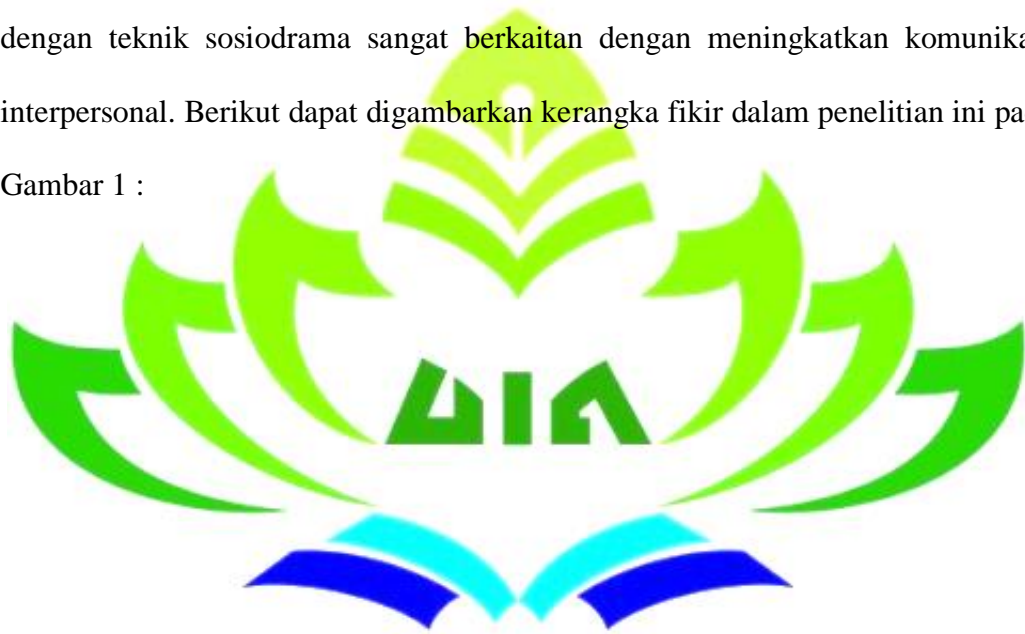 dengan teknik sosiodrama sangat berkaitan dengan meningkatkan komunika
interpersonal. Berikut dapat digambarkan kerangka fikir dalam penelitian ini pa
Gambar 1 :